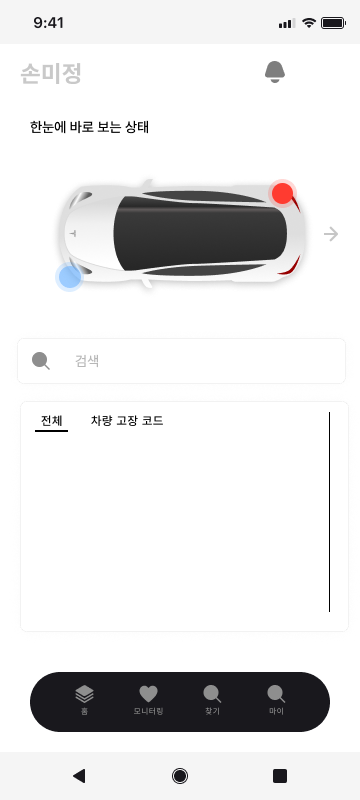 9:41
손미정
한눈에 바로 보는 상태
검색
전체 차량 고장 코드
홈 모니터링 찾기 마이